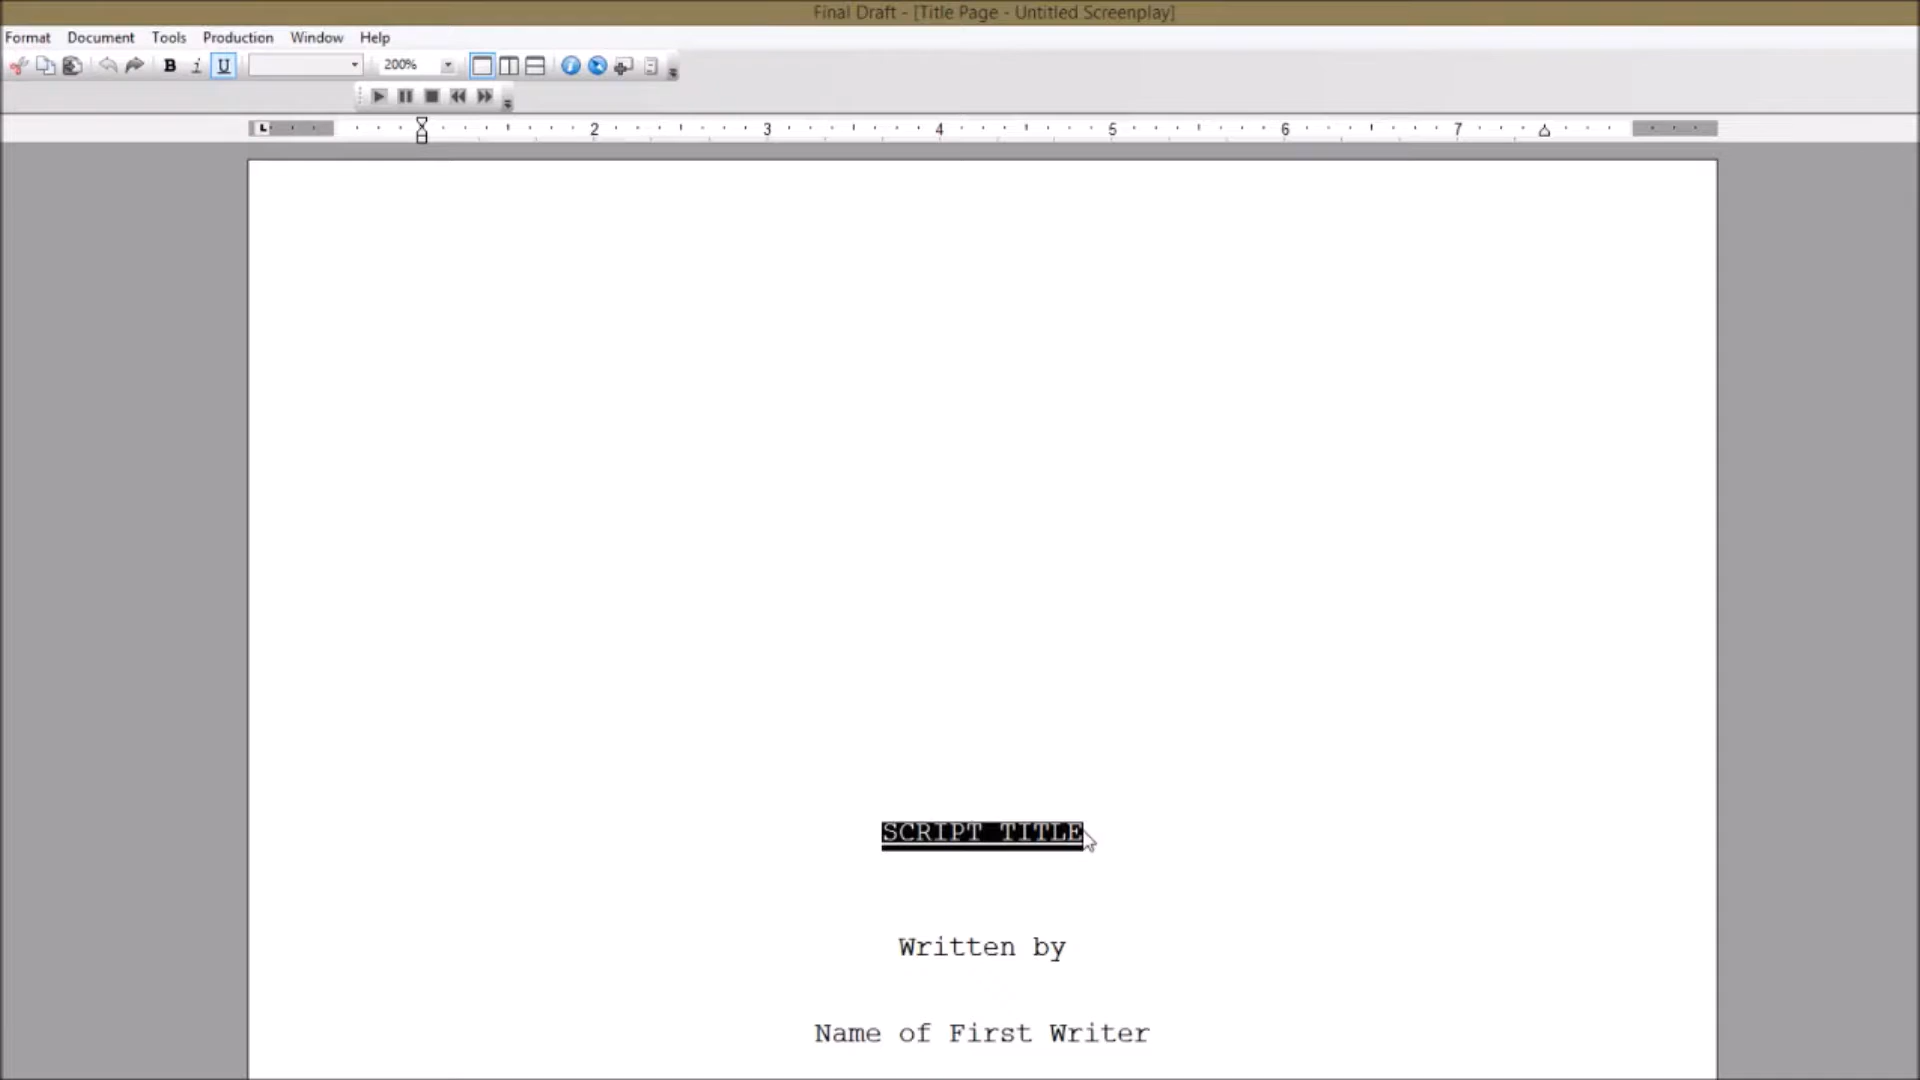 Final Draft - [Title Page - Untitled Screenplay]
Format Document Tools Production Window Help
B i U 200%
L 2 3 4 5 6 7
SCRIPT TITLE
Written by
Name of First Writer